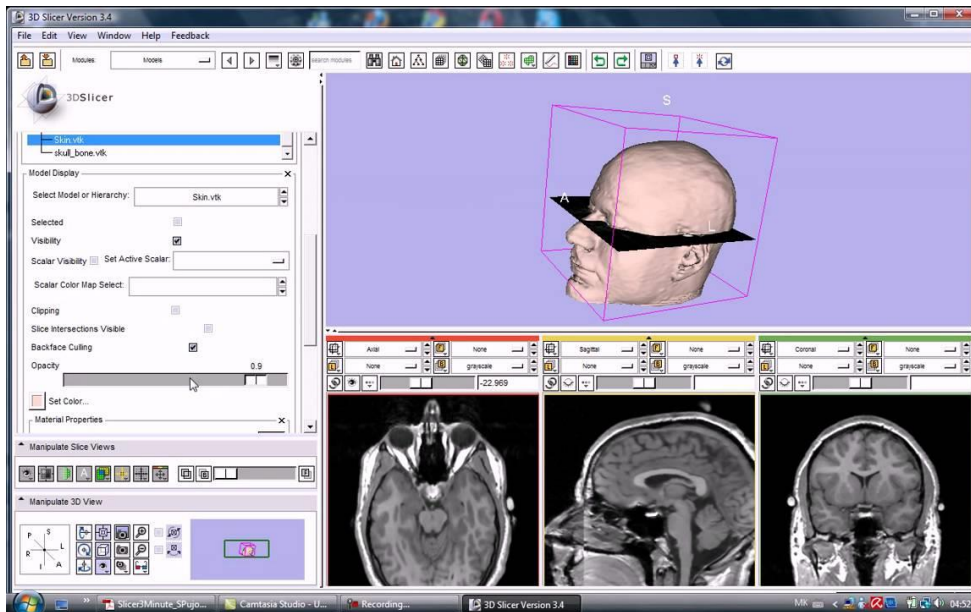 3D Slicer Version 3.4
File Edit View Window Help Feedback
Modules: Models search modules
3DSlicer
Skin.vtk
skull_bone.vtk
Model Display
Select Model or Hierarchy: Skin.vtk
Selected
Visibility
Scalar Visibility Set Active Scalar:
Scalar Color Map Select:
Clipping
Slice Intersections Visible
Backface Culling
Opacity 0.9
Set Color...
Material Properties
Manipulate Slice Views
Manipulate 3D View
P S
R L
I A
S
A
L
Axial None
None grayscale
-22.969
Sagittal None
None grayscale
Coronal None
None grayscale
Slicer3Minute_SPujo...
Camtasia Studio - U...
Recording...
3D Slicer Version 3.4
MK
04:52